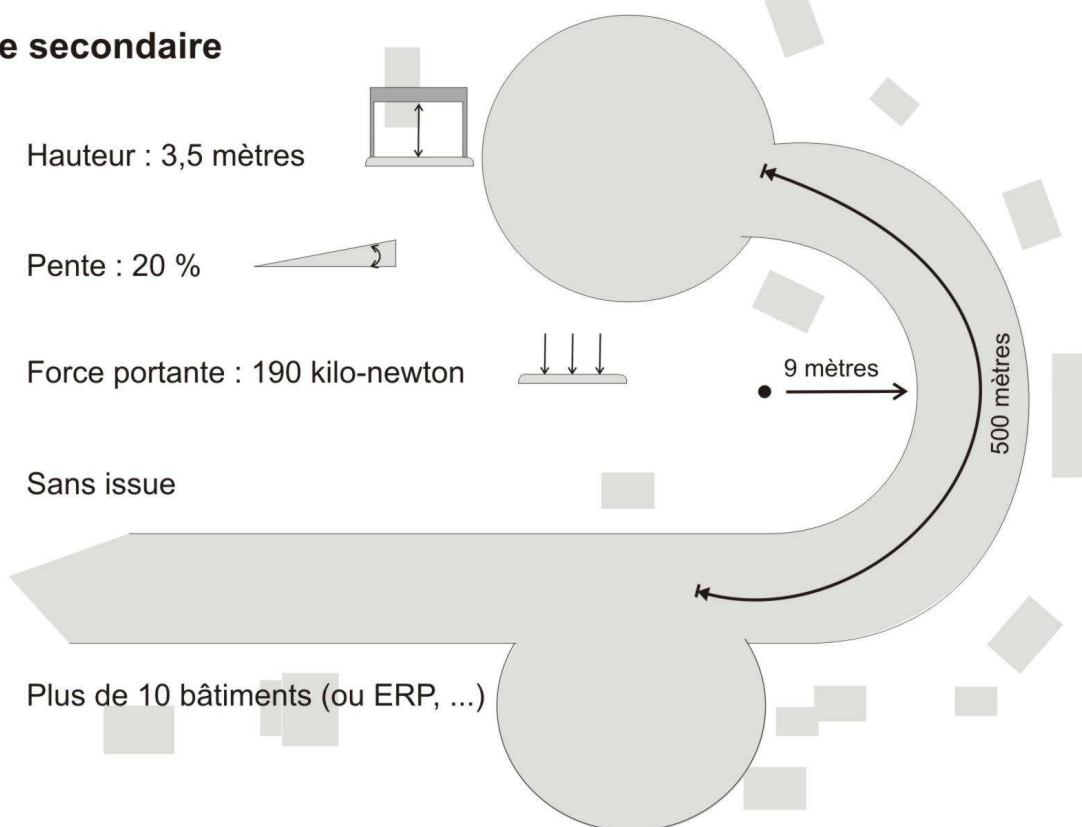 e secondaire
Hauteur : 3,5 mètres
Pente : 20 %
Force portante : 190 kilo-newton
9 mètres
500 mètres
Sans issue
Plus de 10 bâtiments (ou ERP, ...)